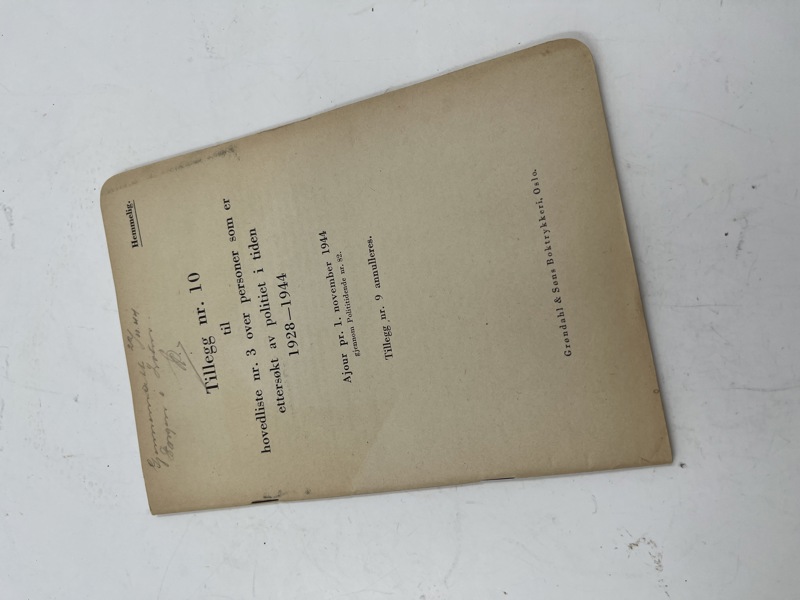 Hemmelig.
Tillegg nr. 10
til
hovedliste nr. 3 over personer som er
ettersøkt av politiet i tiden
1928—1944
Ajour pr. 1. november 1944
gjennom Polititidende nr. 82.
Tillegg nr. 9 annulleres.
Grøndahl & Søns Boktrykkeri, Oslo.